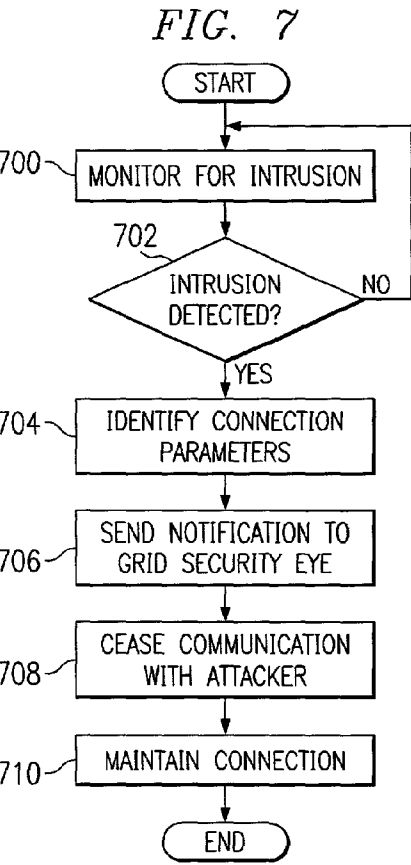 FIG. 7
START
700
MONITOR FOR INTRUSION
702
INTRUSION
DETECTED?
NO
YES
704
IDENTIFY CONNECTION
PARAMETERS
706
SEND NOTIFICATION TO
GRID SECURITY EYE
708
CEASE COMMUNICATION
WITH ATTACKER
710
MAINTAIN CONNECTION
END